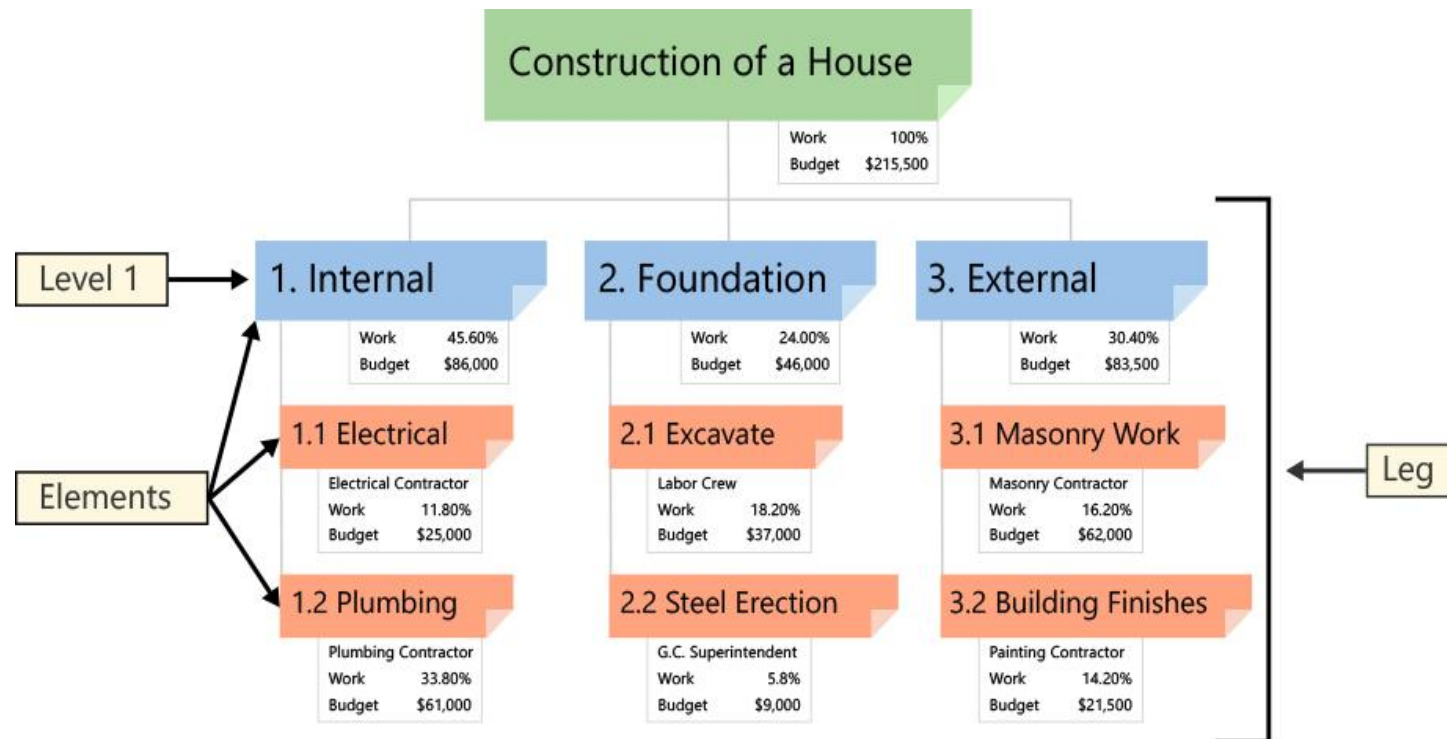 Construction of a House
Work 100%
Budget $215,500
Level 1
1. Internal
Work 45.60%
Budget $86,000
2. Foundation
Work 24.00%
Budget $46,000
3. External
Work 30.40%
Budget $83,500
Elements
1.1 Electrical
Electrical Contractor
Work 11.80%
Budget $25,000
2.1 Excavate
Labor Crew
Work 18.20%
Budget $37,000
3.1 Masonry Work
Masonry Contractor
Work 16.20%
Budget $62,000
Leg
1.2 Plumbing
Plumbing Contractor
Work 33.80%
Budget $61,000
2.2 Steel Erection
G.C. Superintendent
Work 5.8%
Budget $9,000
3.2 Building Finishes
Painting Contractor
Work 14.20%
Budget $21,500